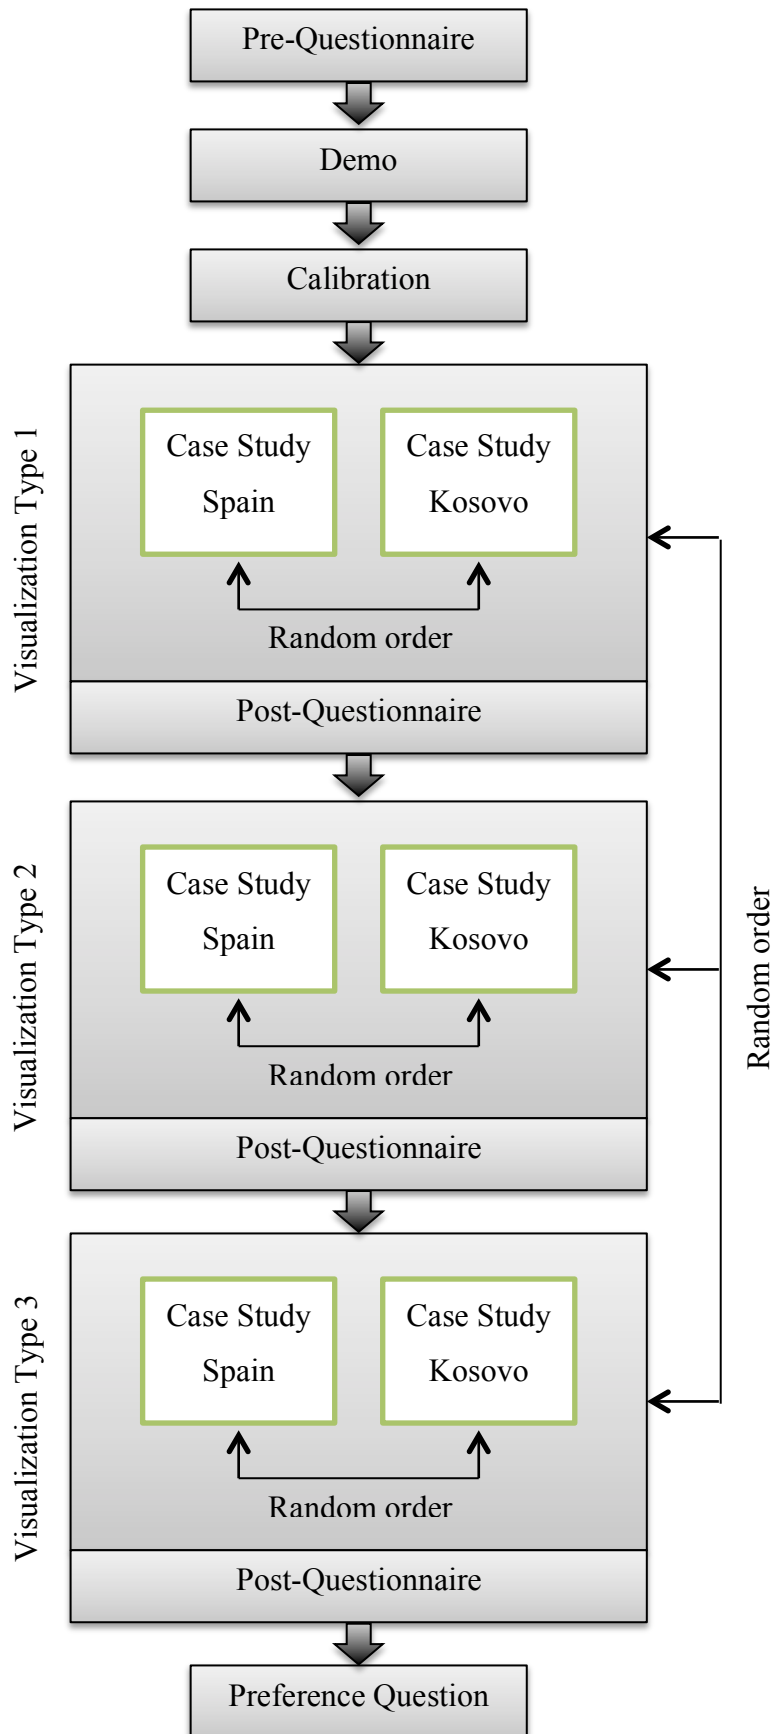 Pre-Questionnaire
Demo
Calibration
Visualization Type 1
Case Study
Spain
Case Study
Kosovo
Random order
Post-Questionnaire
Visualization Type 2
Case Study
Spain
Case Study
Kosovo
Random order
Post-Questionnaire
Random order
Visualization Type 3
Case Study
Spain
Case Study
Kosovo
Random order
Post-Questionnaire
Preference Question